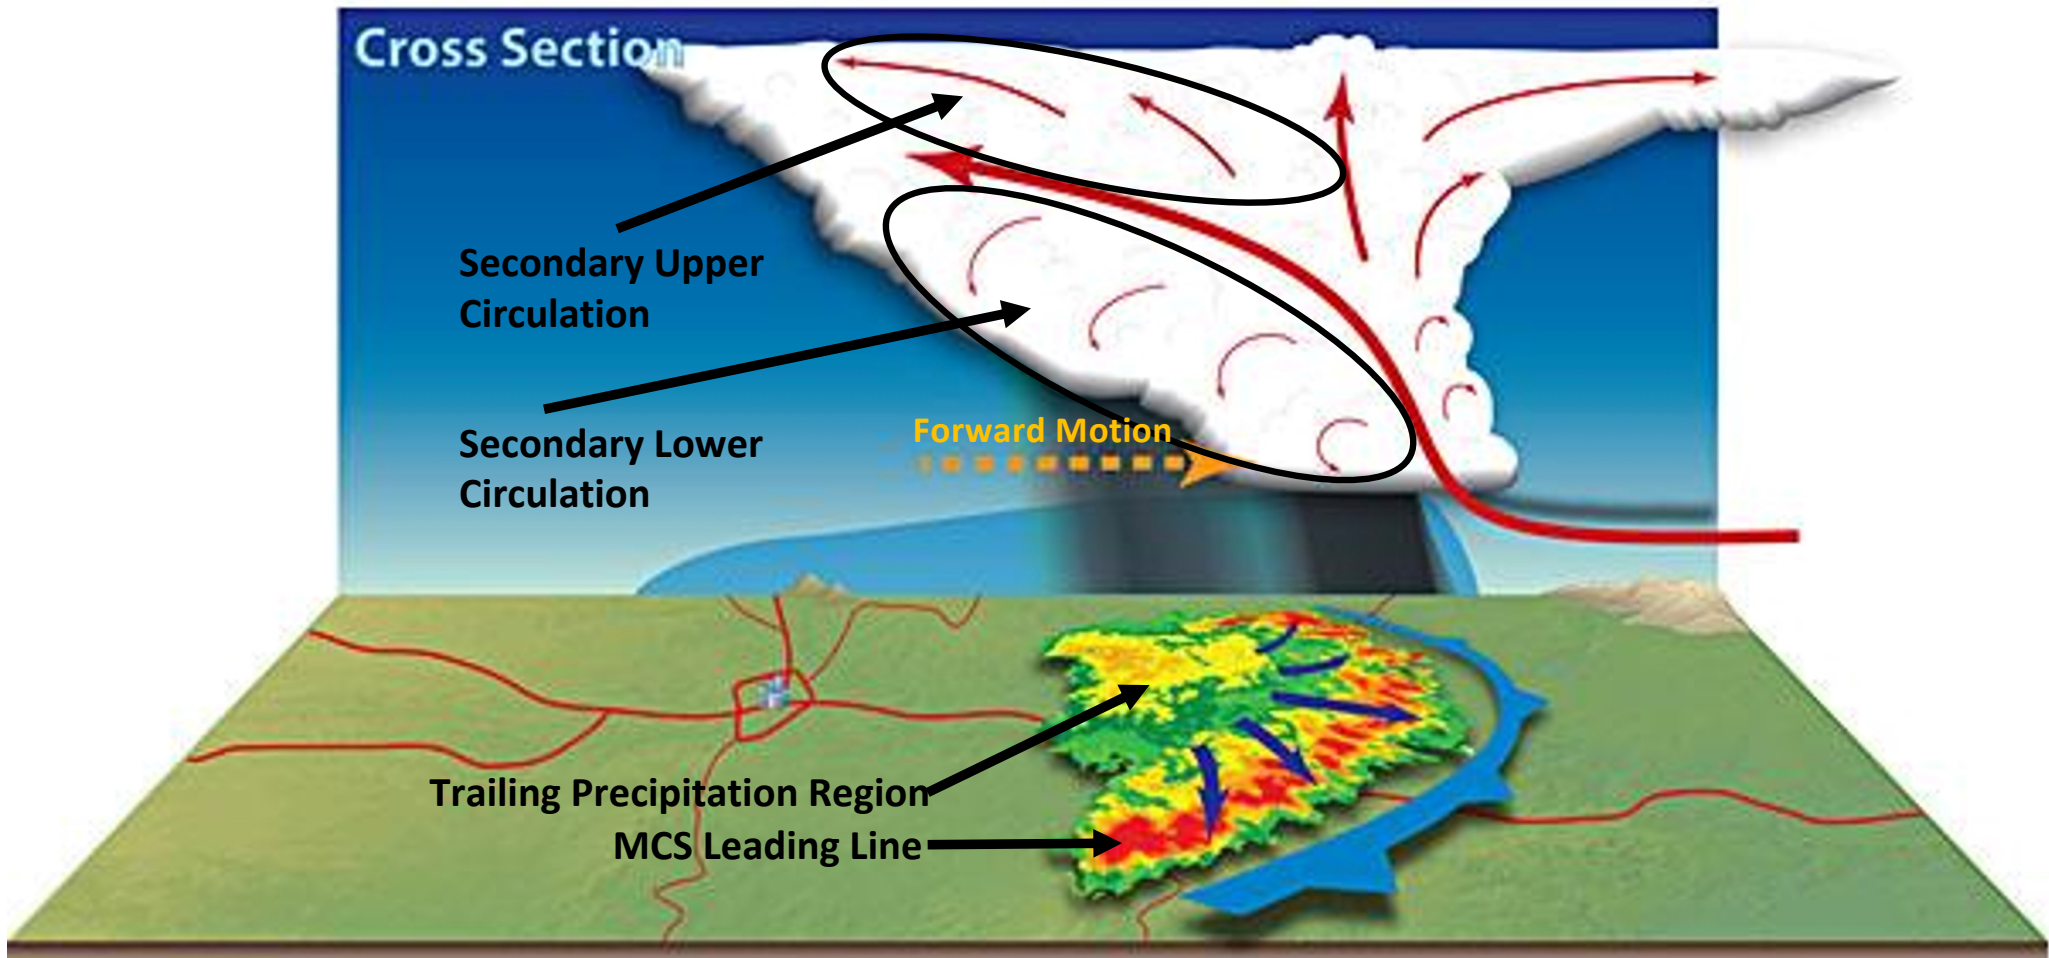 Cross Section
Secondary Upper
Circulation
Secondary Lower
Circulation
Forward Motion
Trailing Precipitation Region
MCS Leading Line